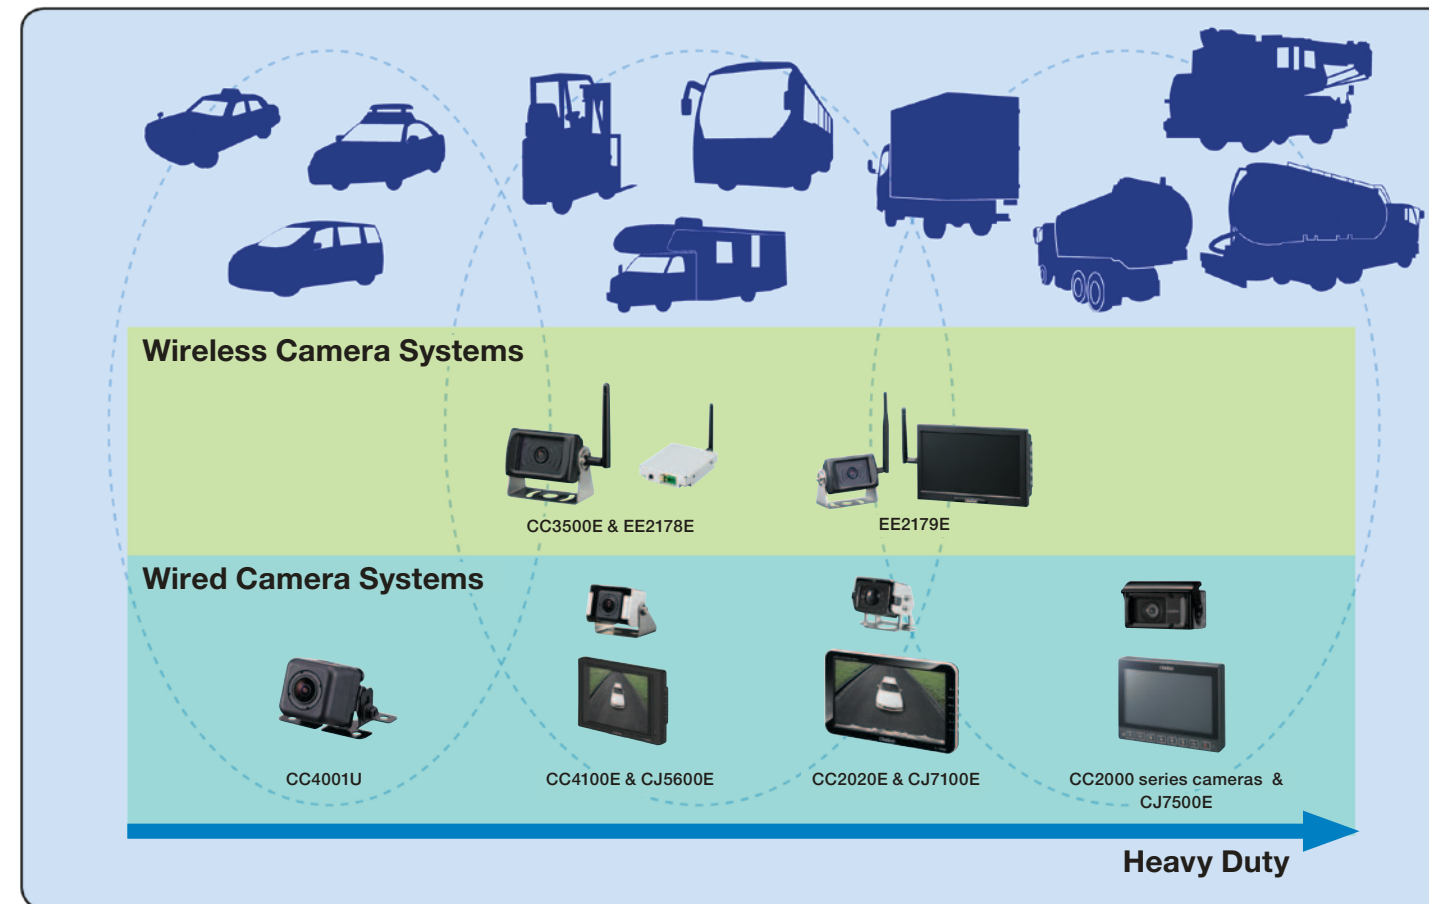 Wireless Camera Systems
CC3500E & EE2178E
EE2179E
Wired Camera Systems
CC4001U
CC4100E & CJ5600E
CC2020E & CJ7100E
CC2000 series cameras &
CJ7500E
Heavy Duty